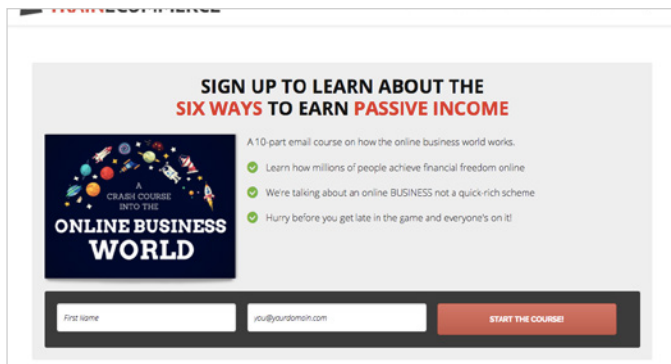 TRAINECOMMERCE
SIGN UP TO LEARN ABOUT THE
SIX WAYS TO EARN PASSIVE INCOME
A 10-part email course on how the online business world works.
Learn how millions of people achieve financial freedom online
We're talking about an online BUSINESS not a quick-rich scheme
Hurry before you get late in the game and everyone's on it!
A
CRASH COURSE
INTO THE
ONLINE BUSINESS
WORLD
First Name
you@yourdomain.com
START THE COURSE!